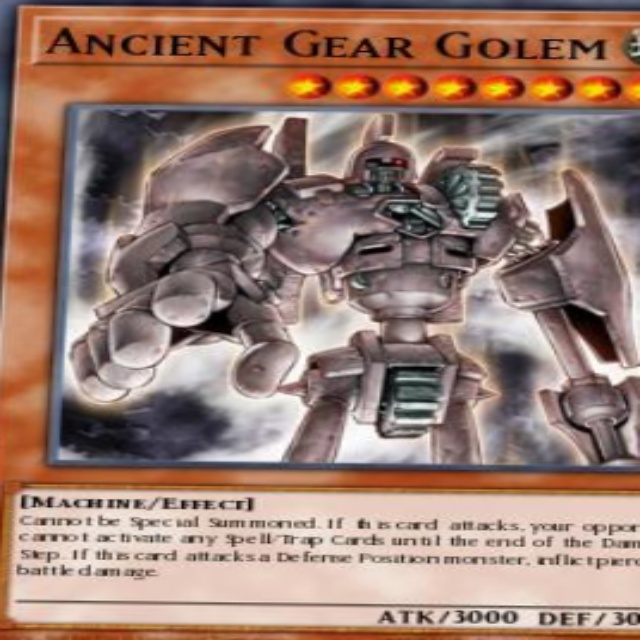 ANCIENT GEAR GOLEM
[MACHINE/EFFECT]
Cannot be Special Summoned. If this card attacks, your oppon
cannot activate any Spell/Trap Cards until the end of the Dam
Step. If this card attacks a Defense Position monster, inflict pierc
battle damage.
ATK/3000 DEF/30